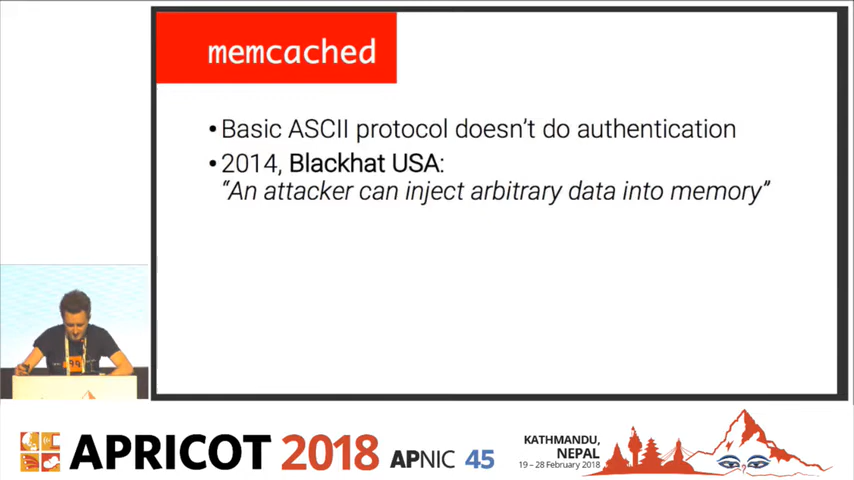 memcached
•Basic ASCII protocol doesn't do authentication
•2014, Blackhat USA:
“An attacker can inject arbitrary data into memory”
APRICOT 2018 APNIC 45
KATHMANDU,
NEPAL
19 – 28 February 2018